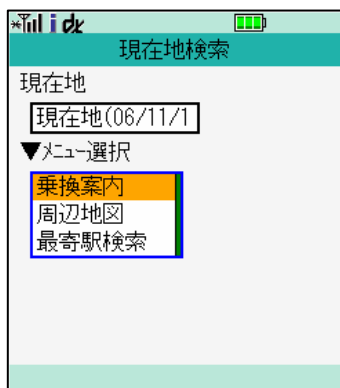 現在地検索
現在地
現在地(06/11/1
▼メニュー選択
乗換案内
周辺地図
最寄駅検索